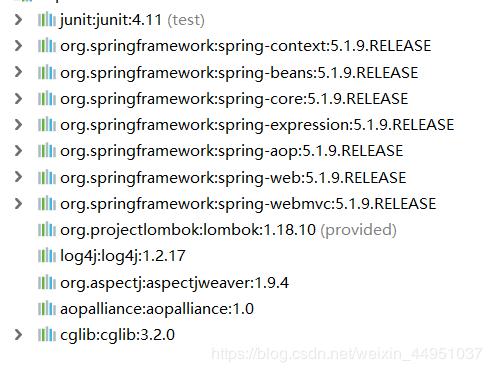 junit:junit:4.11 (test)
org.springframework:spring-context:5.1.9.RELEASE
org.springframework:spring-beans:5.1.9.RELEASE
org.springframework:spring-core:5.1.9.RELEASE
org.springframework:spring-expression:5.1.9.RELEASE
org.springframework:spring-aop:5.1.9.RELEASE
org.springframework:spring-web:5.1.9.RELEASE
org.springframework:spring-webmvc:5.1.9.RELEASE
org.projectlombok:lombok:1.18.10 (provided)
log4j:log4j:1.2.17
org.aspectj:aspectjweaver:1.9.4
aopalliance:aopalliance:1.0
cglib:cglib:3.2.0
https://blog.csdn.net/weixin_44951037